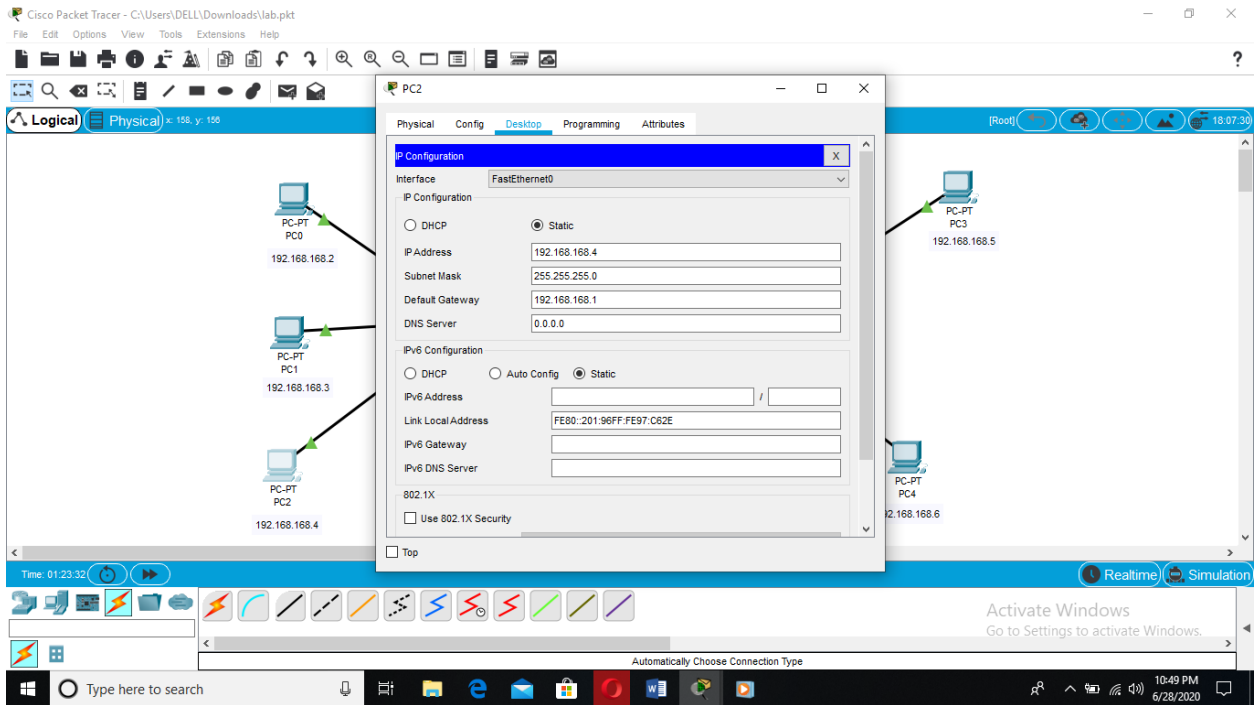 Cisco Packet Tracer - C:\Users\DELL\Downloads\lab.pkt
File Edit Options View Tools Extensions Help
?
PC2
Logical Physical x: 158, y: 156
[Root] 18:07:30
Physical Config Desktop Programming Attributes
IP Configuration X
Interface FastEthernet0
IP Configuration
DHCP Static
IP Address 192.168.168.4
Subnet Mask 255.255.255.0
Default Gateway 192.168.168.1
DNS Server 0.0.0.0
IPv6 Configuration
DHCP Auto Config Static
IPv6 Address /
Link Local Address FE80::201:96FF:FE97:C62E
IPv6 Gateway
IPv6 DNS Server
802.1X
Use 802.1X Security
Top
PC-PT
PC0
192.168.168.2
PC-PT
PC1
192.168.168.3
PC-PT
PC2
192.168.168.4
PC-PT
PC3
192.168.168.5
PC-PT
PC4
92.168.168.6
Time: 01:23:32 Realtime Simulation
Activate Windows
Go to Settings to activate Windows.
Automatically Choose Connection Type
Type here to search
10:49 PM
6/28/2020